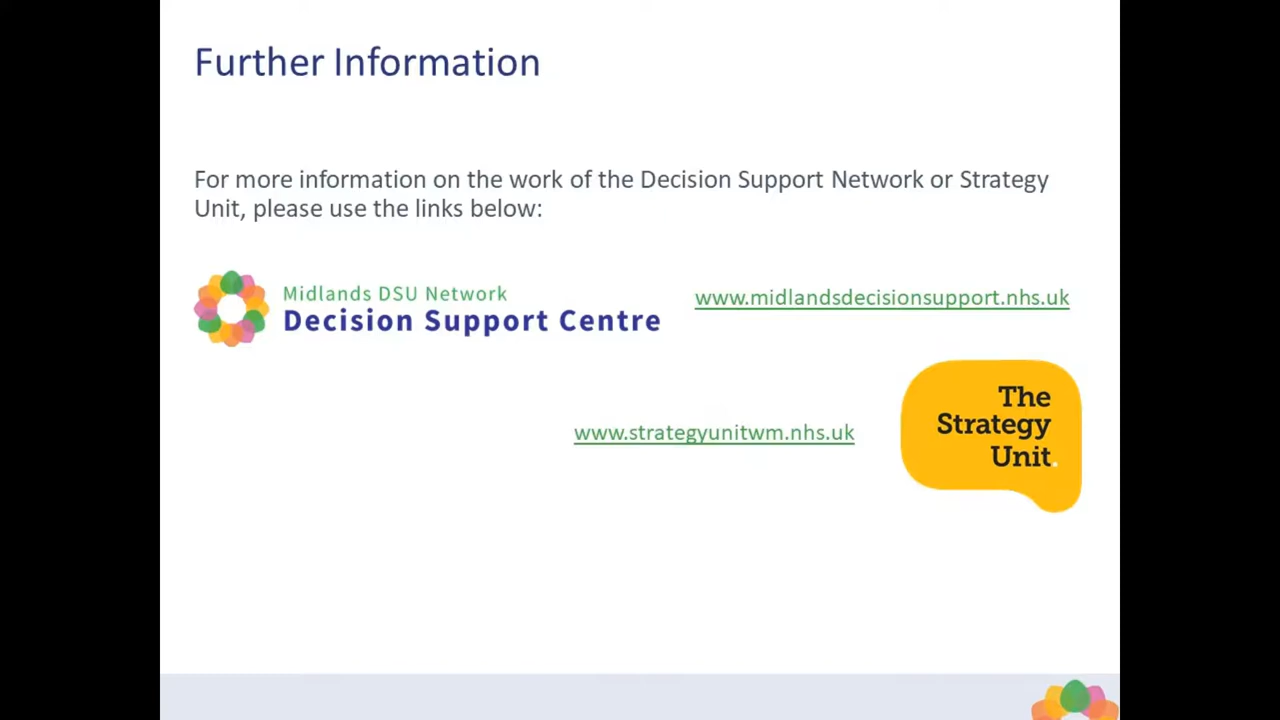 Further Information
For more information on the work of the Decision Support Network or Strategy
Unit, please use the links below:
Midlands DSU Network
Decision Support Centre
www.midlandsdecisionsupport.nhs.uk
www.strategyunitwm.nhs.uk
The
Strategy
Unit.